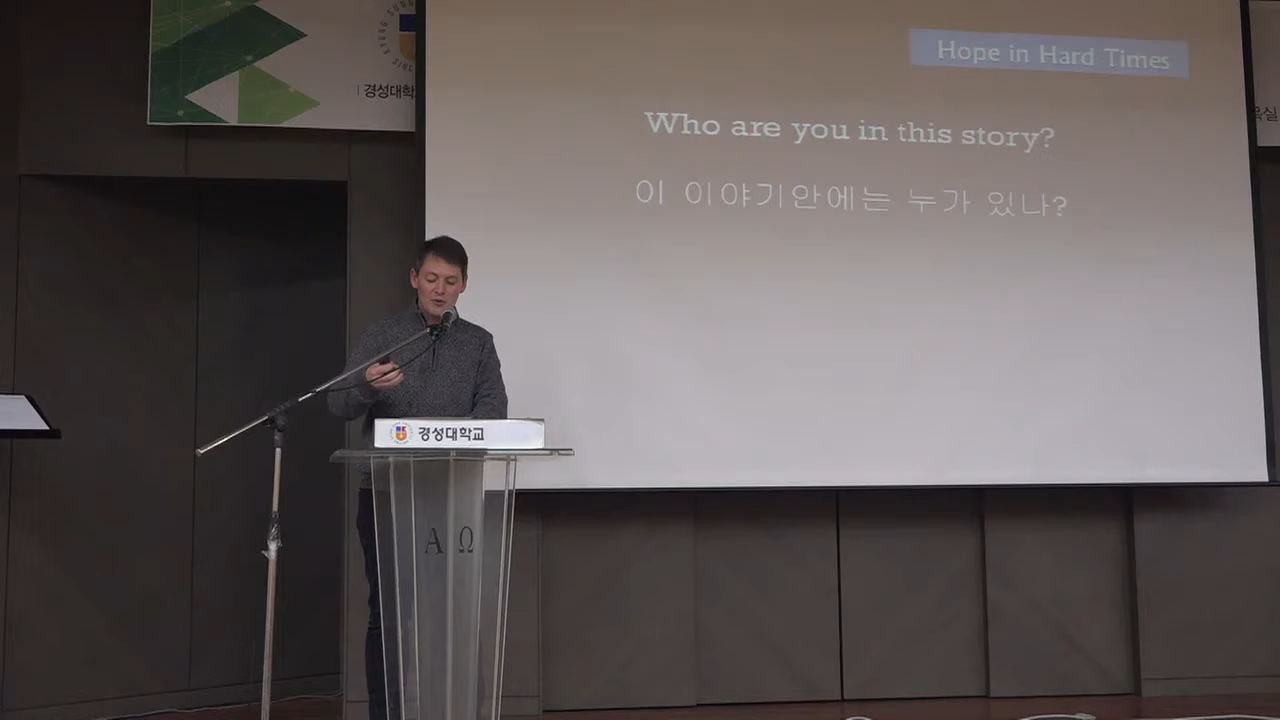 Hope in Hard Times
Who are you in this story?
이 이야기안에는 누가 있나?
경성대학교
경성대학교
Α Ω